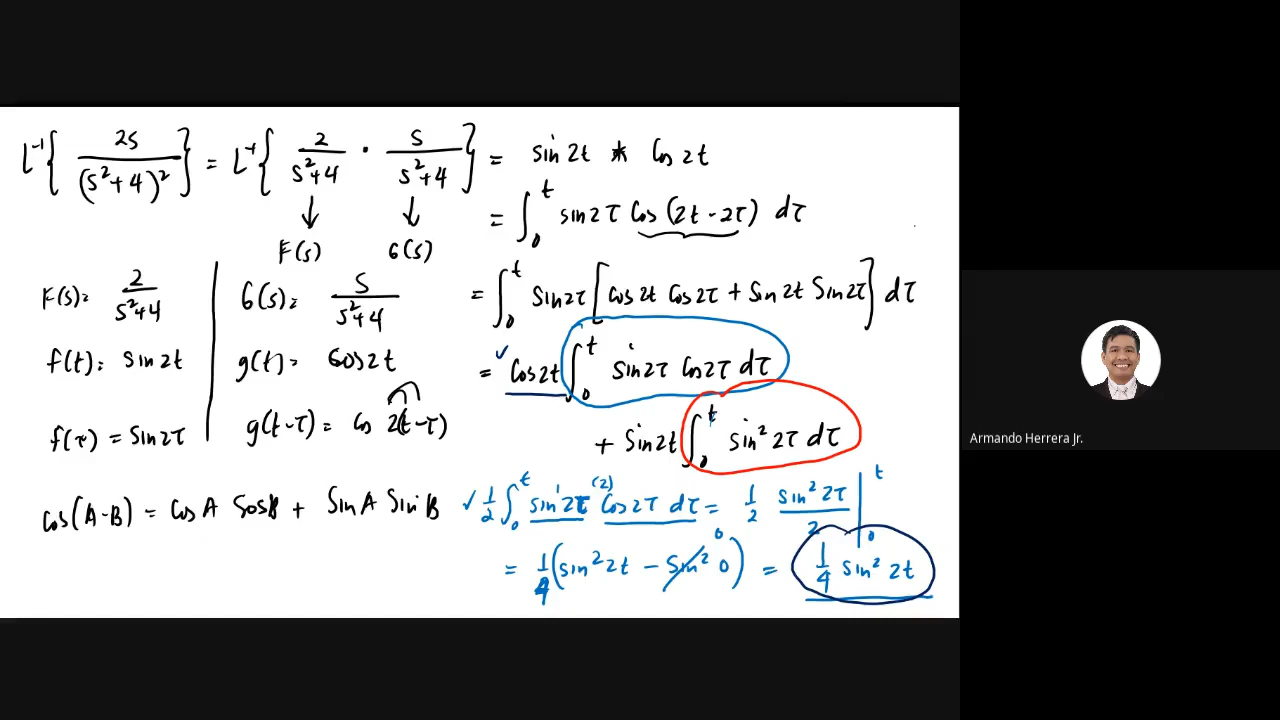 L⁻¹{ 2s / (s²+4)² } = L⁻¹{ 2 / s²+4 · s / s²+4 } = sin 2t * Cos 2t
↓ F(s) ↓ G(s)
= ∫₀ᵗ sin 2τ Cos (2t - 2τ) dτ
F(s) = 2 / s²+4
G(s) = s / s²+4
= ∫₀ᵗ Sin 2τ [Cos 2t Cos 2τ + Sin 2t Sin 2τ] dτ
f(t) = Sin 2t
g(t) = Cos 2t
✓ = Cos 2t ∫₀ᵗ sin 2τ Cos 2τ dτ
f(τ) = Sin 2τ
g(t-τ) = Cos 2(t-τ)
+ Sin 2t ∫₀ᵗ sin² 2τ dτ
Cos(A-B) = Cos A Cos B + Sin A Sin B
✓ 1/2 ∫₀ᵗ sin¹ 2τ (2) Cos 2τ dτ = 1/2 sin² 2τ / 2 |₀ᵗ
= 1/4 (sin² 2t - sin² 0) 0 = 1/4 sin² 2t
Armando Herrera Jr.